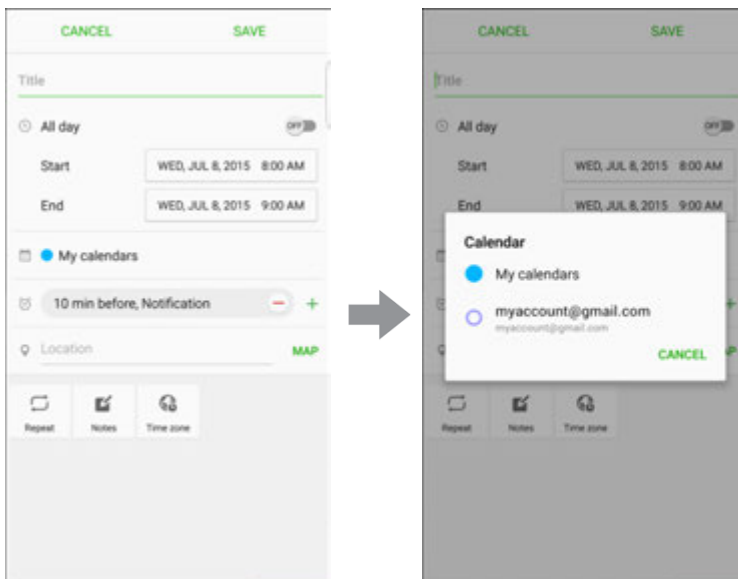 CANCEL SAVE
Title
All day OFF
Start WED, JUL 8, 2015 8:00 AM
End WED, JUL 8, 2015 9:00 AM
My calendars
10 min before, Notification
Location MAP
Repeat Notes Time zone
CANCEL SAVE
Title
All day OFF
Start WED, JUL 8, 2015 8:00 AM
End WED, JUL 8, 2015 9:00 AM
Calendar
My calendars
myaccount@gmail.com
myaccount@gmail.com
CANCEL
P
Repeat Notes Time zone